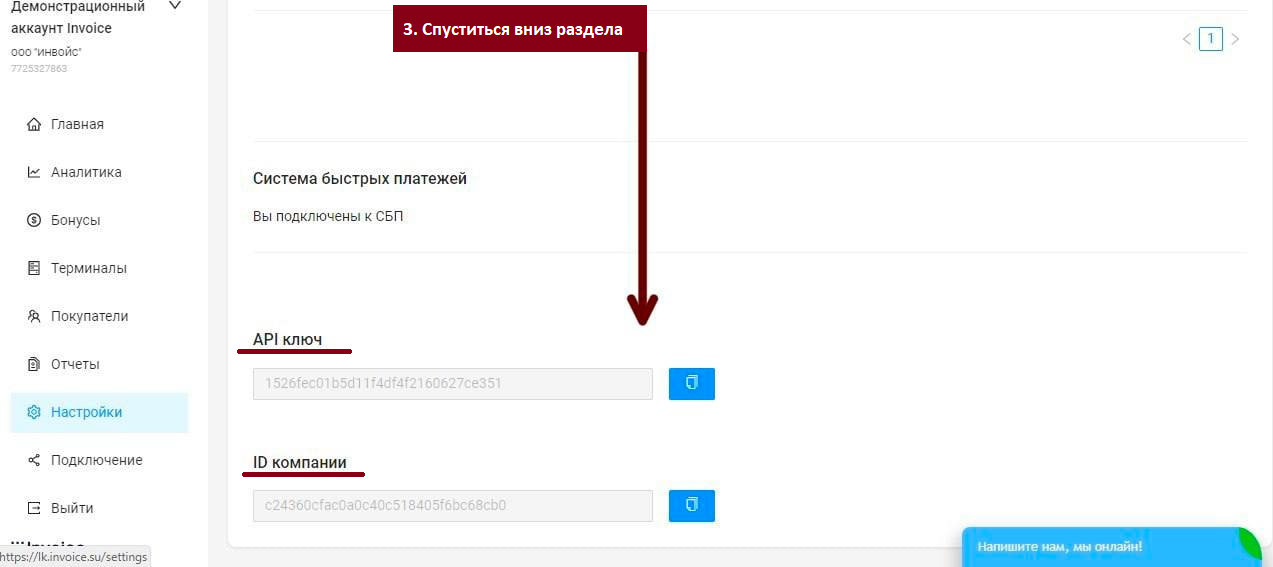 Демонстрационный
аккаунт Invoice
ООО "ИНВОЙС"
7725327863
3. Спуститься вниз раздела
< 1 >
Главная
Аналитика
Бонусы
Терминалы
Покупатели
Отчеты
Настройки
Подключение
Выйти
https://lk.invoice.su/settings
Система быстрых платежей
Вы подключены к СБП
API ключ
1526fec01b5d11f4df4f2160627ce351
ID компании
c24360cfac0a0c40c518405f6bc68cb0
Напишите нам, мы онлайн!